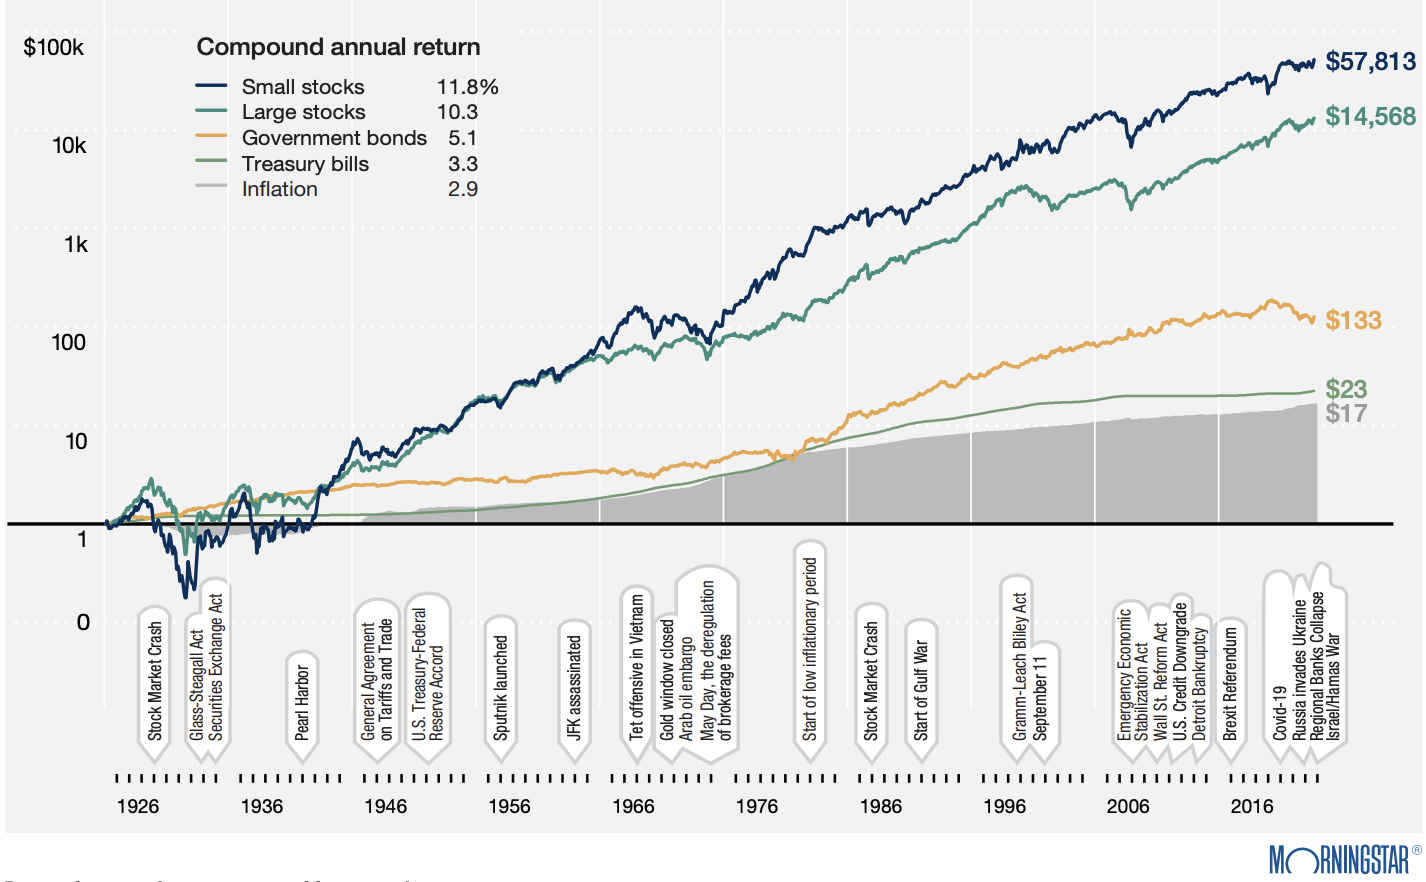 Compound annual return
Small stocks 11.8%
Large stocks 10.3
Government bonds 5.1
Treasury bills 3.3
Inflation 2.9
$100k
10k
1k
100
10
1
0
$57,813
$14,568
$133
$23
$17
Stock Market Crash
Glass-Steagall Act
Securities Exchange Act
Pearl Harbor
General Agreement
on Tariffs and Trade
U.S. Treasury-Federal
Reserve Accord
Sputnik launched
JFK assassinated
Tet offensive in Vietnam
Gold window closed
Arab oil embargo
May Day, the deregulation
of brokerage fees
Start of low inflationary period
Stock Market Crash
Start of Gulf War
Gramm-Leach Bliley Act
September 11
Emergency Economic
Stabilization Act
Wall St. Reform Act
U.S. Credit Downgrade
Detroit Bankruptcy
Brexit Referendum
Covid-19
Russia invades Ukraine
Regional Banks Collapse
Israel/Hamas War
1926 1936 1946 1956 1966 1976 1986 1996 2006 2016
MORNINGSTAR®